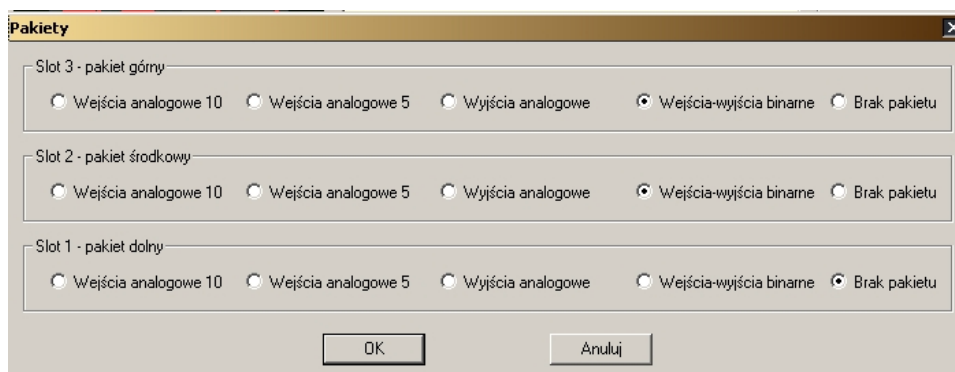 Pakiety
Slot 3 - pakiet górny
Wejścia analogowe 10 Wejścia analogowe 5 Wyjścia analogowe Wejścia-wyjścia binarne Brak pakietu
Slot 2 - pakiet środkowy
Wejścia analogowe 10 Wejścia analogowe 5 Wyjścia analogowe Wejścia-wyjścia binarne Brak pakietu
Slot 1 - pakiet dolny
Wejścia analogowe 10 Wejścia analogowe 5 Wyjścia analogowe Wejścia-wyjścia binarne Brak pakietu
OK Anuluj